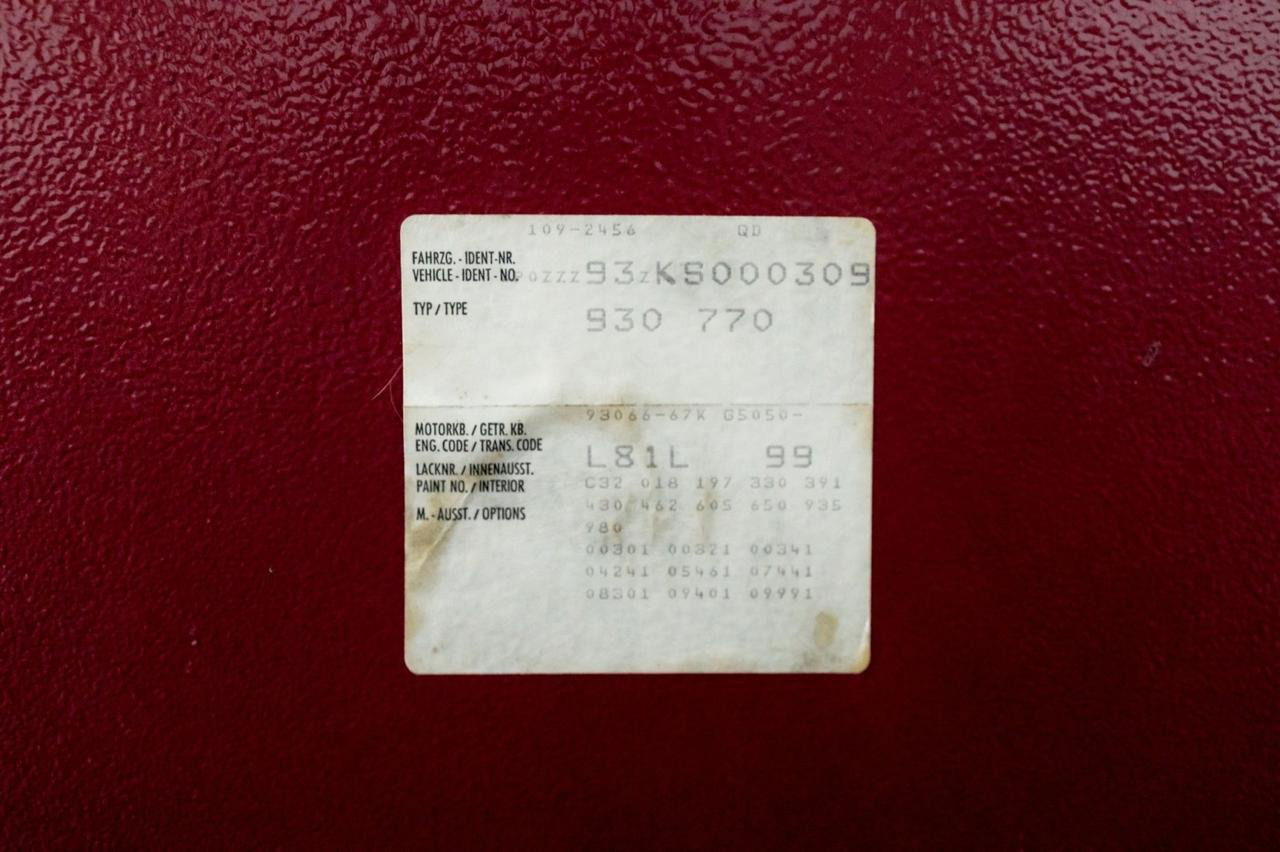 109-2456 QD
FAHRZG. - IDENT-NR.
VEHICLE - IDENT - NO. POZZZ93ZKS000309
TYP / TYPE 930 770
93066-67K G5050-
MOTORKB. / GETR. KB.
ENG. CODE / TRANS. CODE
L81L 99
LACKNR. / INNENAUSST.
PAINT NO. / INTERIOR
M. - AUSST. / OPTIONS
C32 018 197 330 391
430 462 605 650 935
980
00301 00321 00341
04241 05461 07441
08301 09401 09991